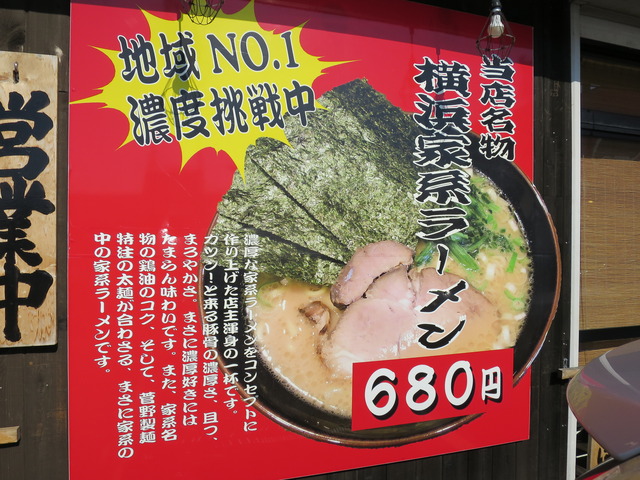 地域NO.1
濃度挑戦中
当店名物
横浜家系ラーメン
濃厚な家系ラーメンをコンセプトに
作り上げた店主渾身の一杯です。
ガツン!と来る豚骨の濃厚さ、且つ、
まろやかさ、まさに濃厚好きには
たまらん味わいです。また、家系名
物の鶏油のコク、そして、菅野製麺
特注の太麺が合わさる、まさに家系の
中の家系ラーメンです。
680円
営業中